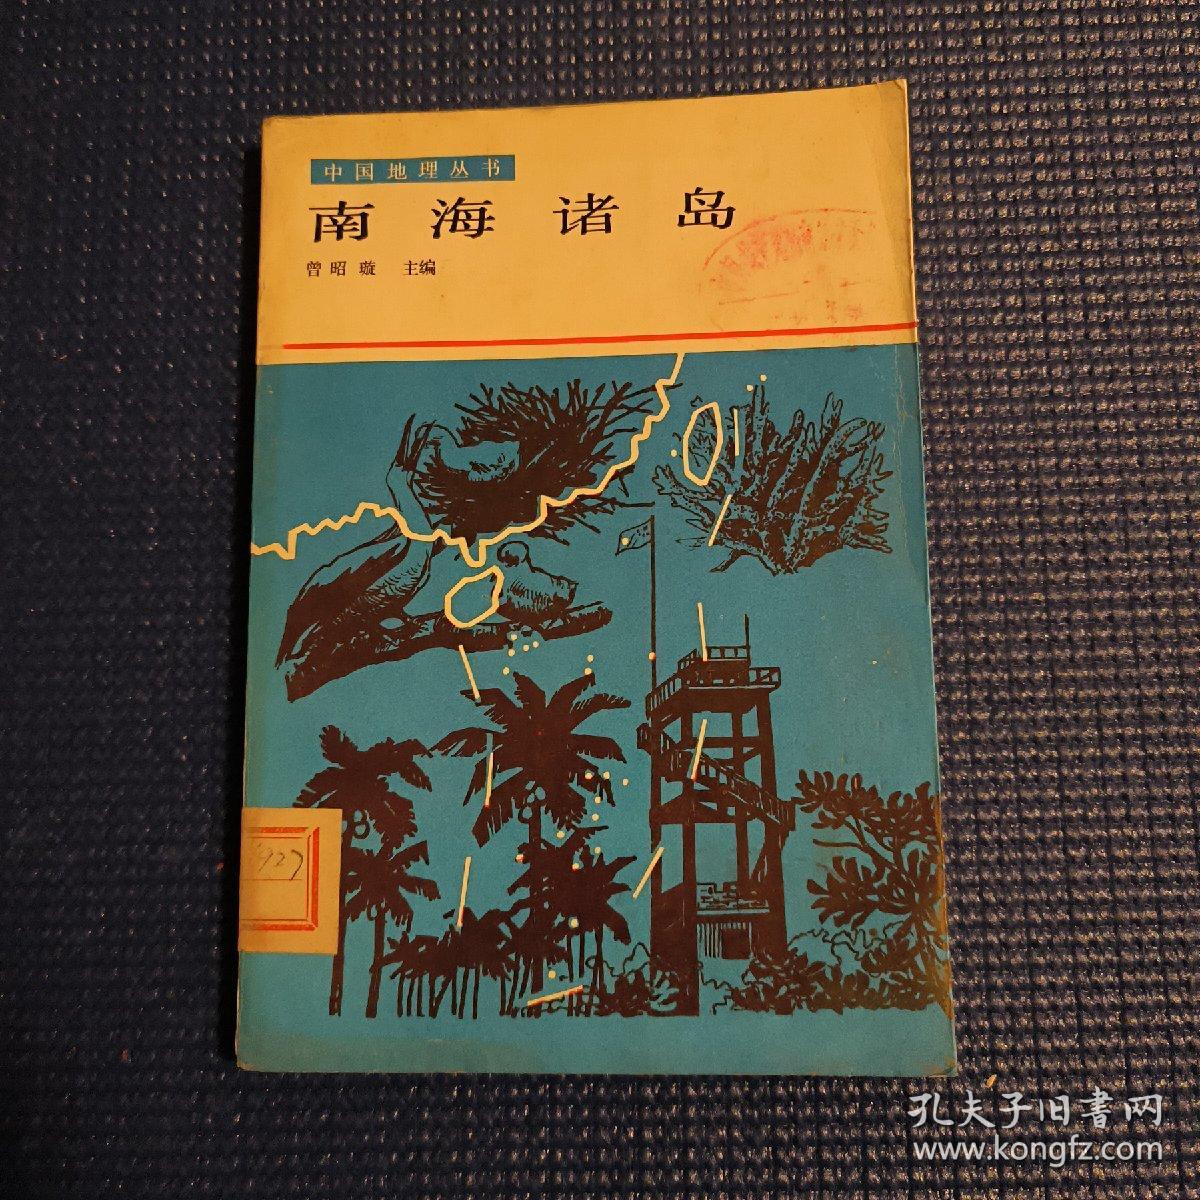 中国地理丛书
南海诸岛
曾昭璇 主编
927
孔夫子旧書网
www.kongfz.com